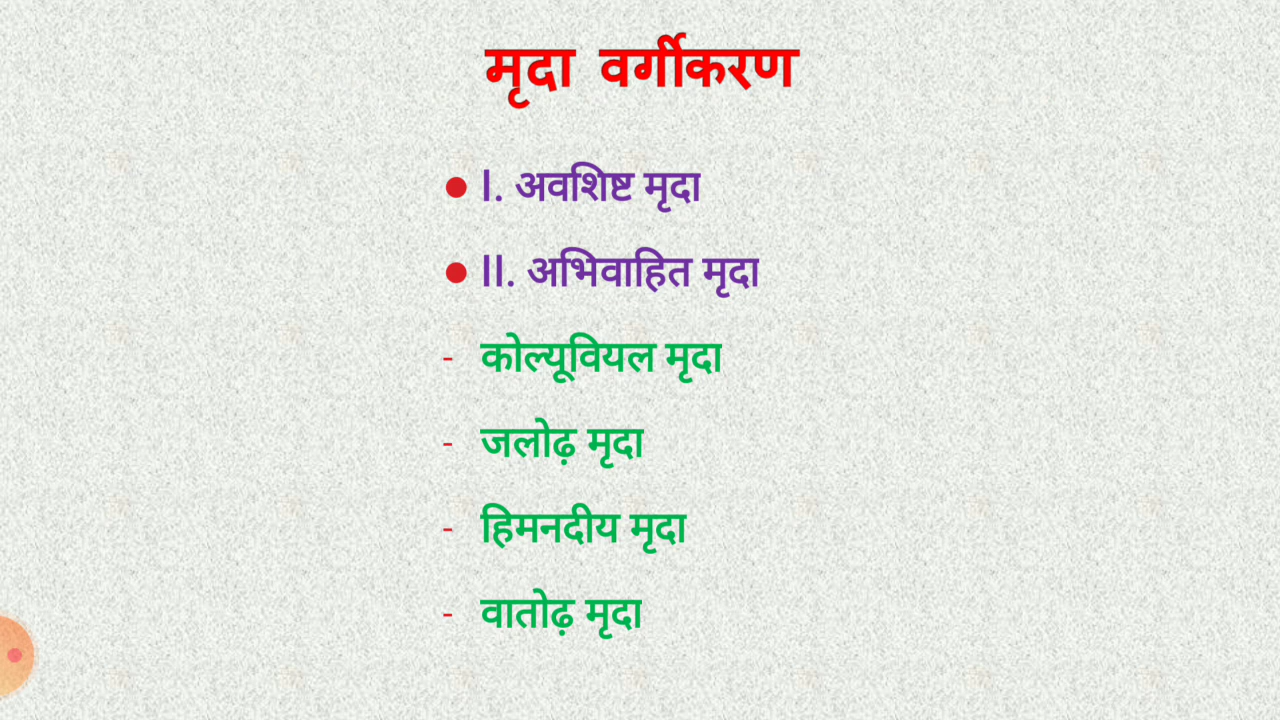 मृदा वर्गीकरण
● I. अवशिष्ट मृदा
● II. अभिवाहित मृदा
- कोल्यूवियल मृदा
- जलोढ़ मृदा
- हिमनदीय मृदा
- वातोढ़ मृदा